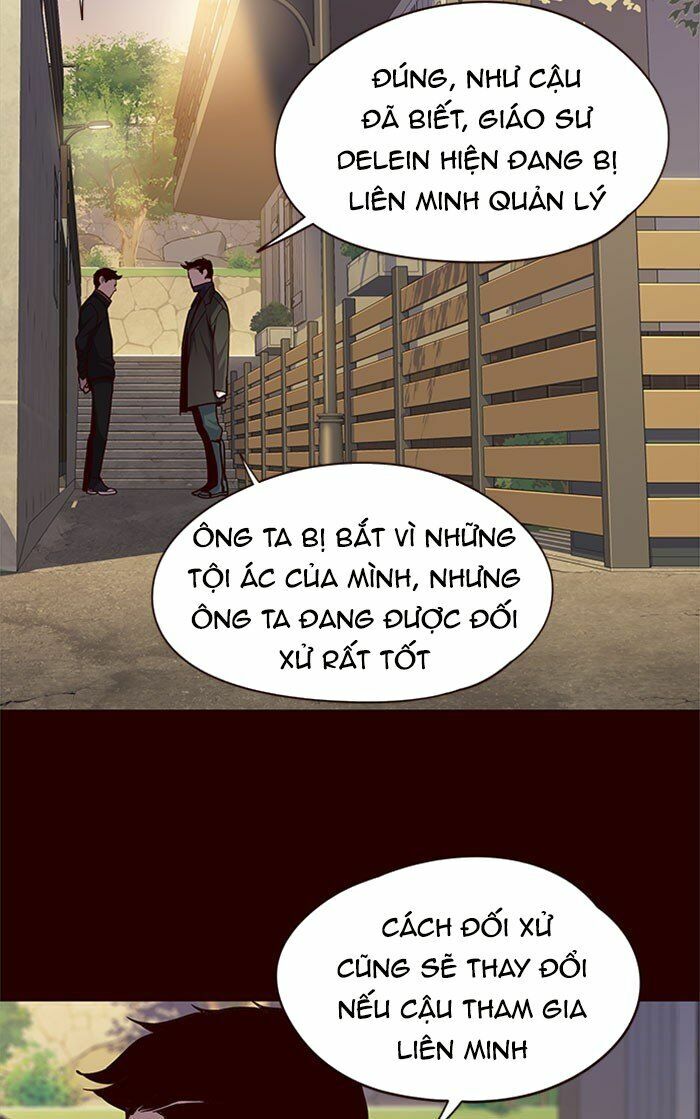 ĐÚNG, NHƯ CẬU
ĐÃ BIẾT, GIÁO SƯ
DELEIN HIỆN ĐANG BỊ
LIÊN MINH QUẢN LÝ
ÔNG TA BỊ BẮT VÌ NHỮNG
TỘI ÁC CỦA MÌNH, NHƯNG
ÔNG TA ĐANG ĐƯỢC ĐỐI
XỬ RẤT TỐT
CÁCH ĐỐI XỬ
CŨNG SẼ THAY ĐỔI
NẾU CẬU THAM GIA
LIÊN MINH